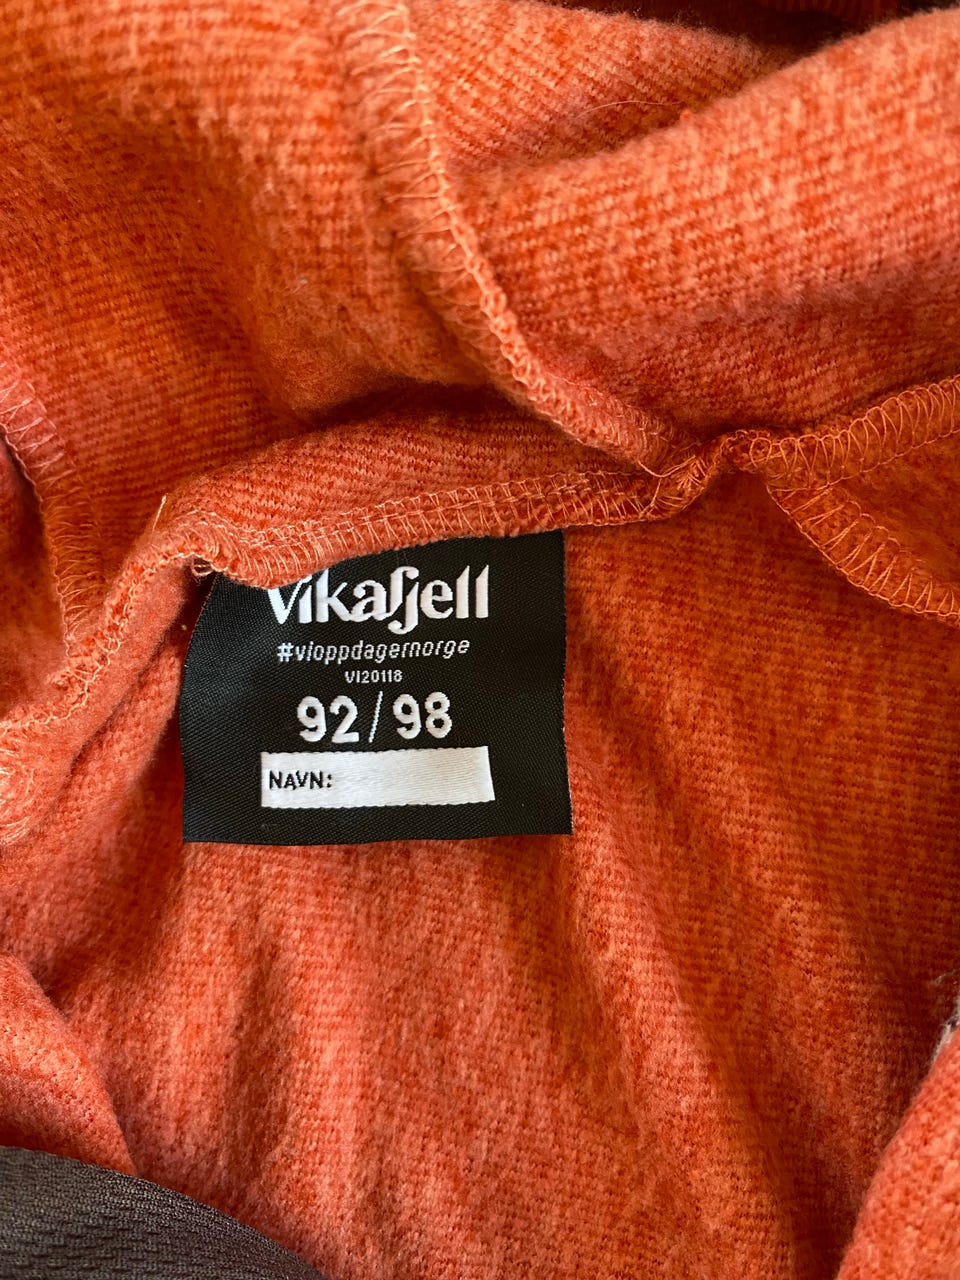 Vikafjell
#vioppdagernorge
VI20118
92/98
NAVN: